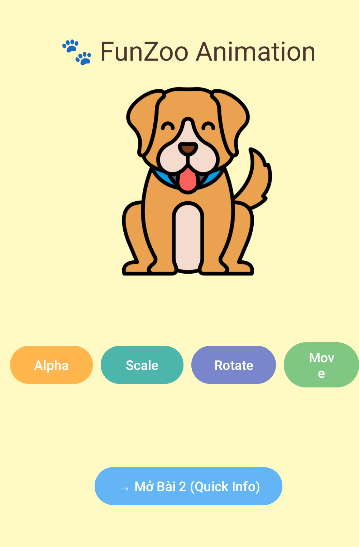 🐾 FunZoo Animation
Alpha
Scale
Rotate
Mov
e
→ Mở Bài 2 (Quick Info)